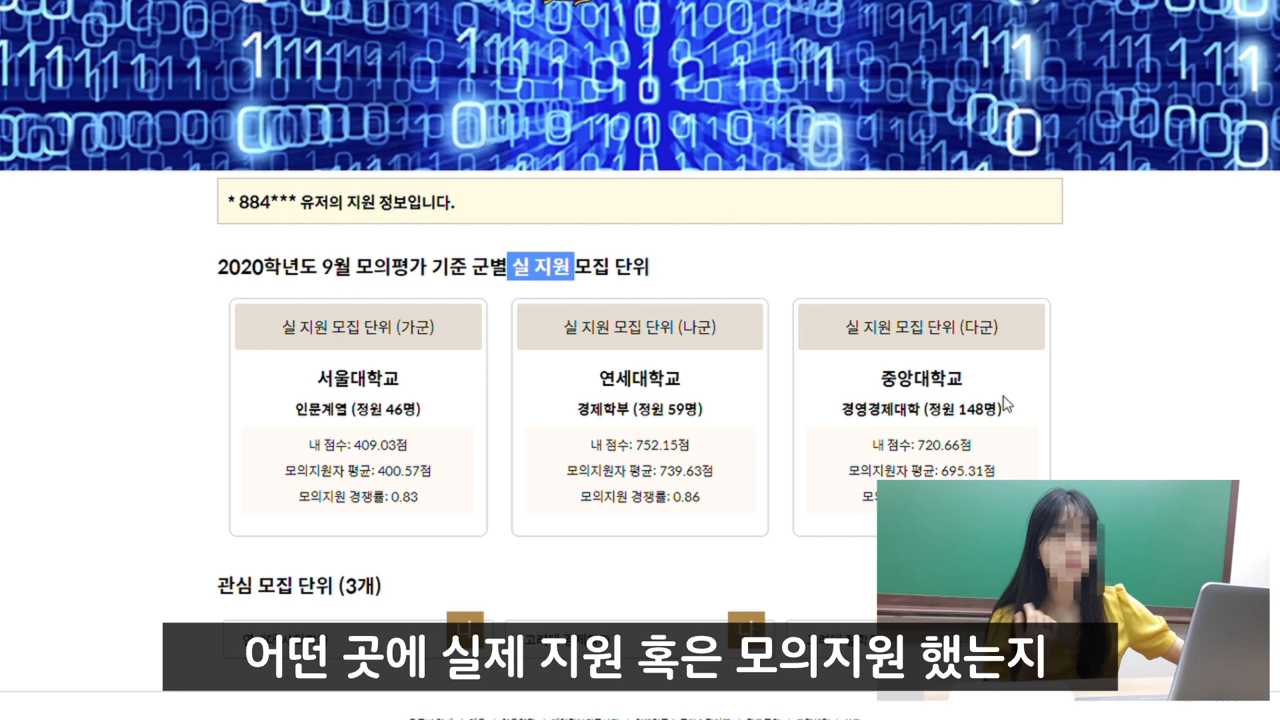 * 884*** 유저의 지원 정보입니다.
2020학년도 9월 모의평가 기준 군별 실 지원 모집 단위
실 지원 모집 단위 (가군)
서울대학교
인문계열 (정원 46명)
내 점수: 409.03점
모의지원자 평균: 400.57점
모의지원 경쟁률: 0.83
실 지원 모집 단위 (나군)
연세대학교
경제학부 (정원 59명)
내 점수: 752.15점
모의지원자 평균: 739.63점
모의지원 경쟁률: 0.86
실 지원 모집 단위 (다군)
중앙대학교
경영경제대학 (정원 148명)
내 점수: 720.66점
모의지원자 평균: 695.31점
관심 모집 단위 (3개)
어떤 곳에 실제 지원 혹은 모의지원 했는지